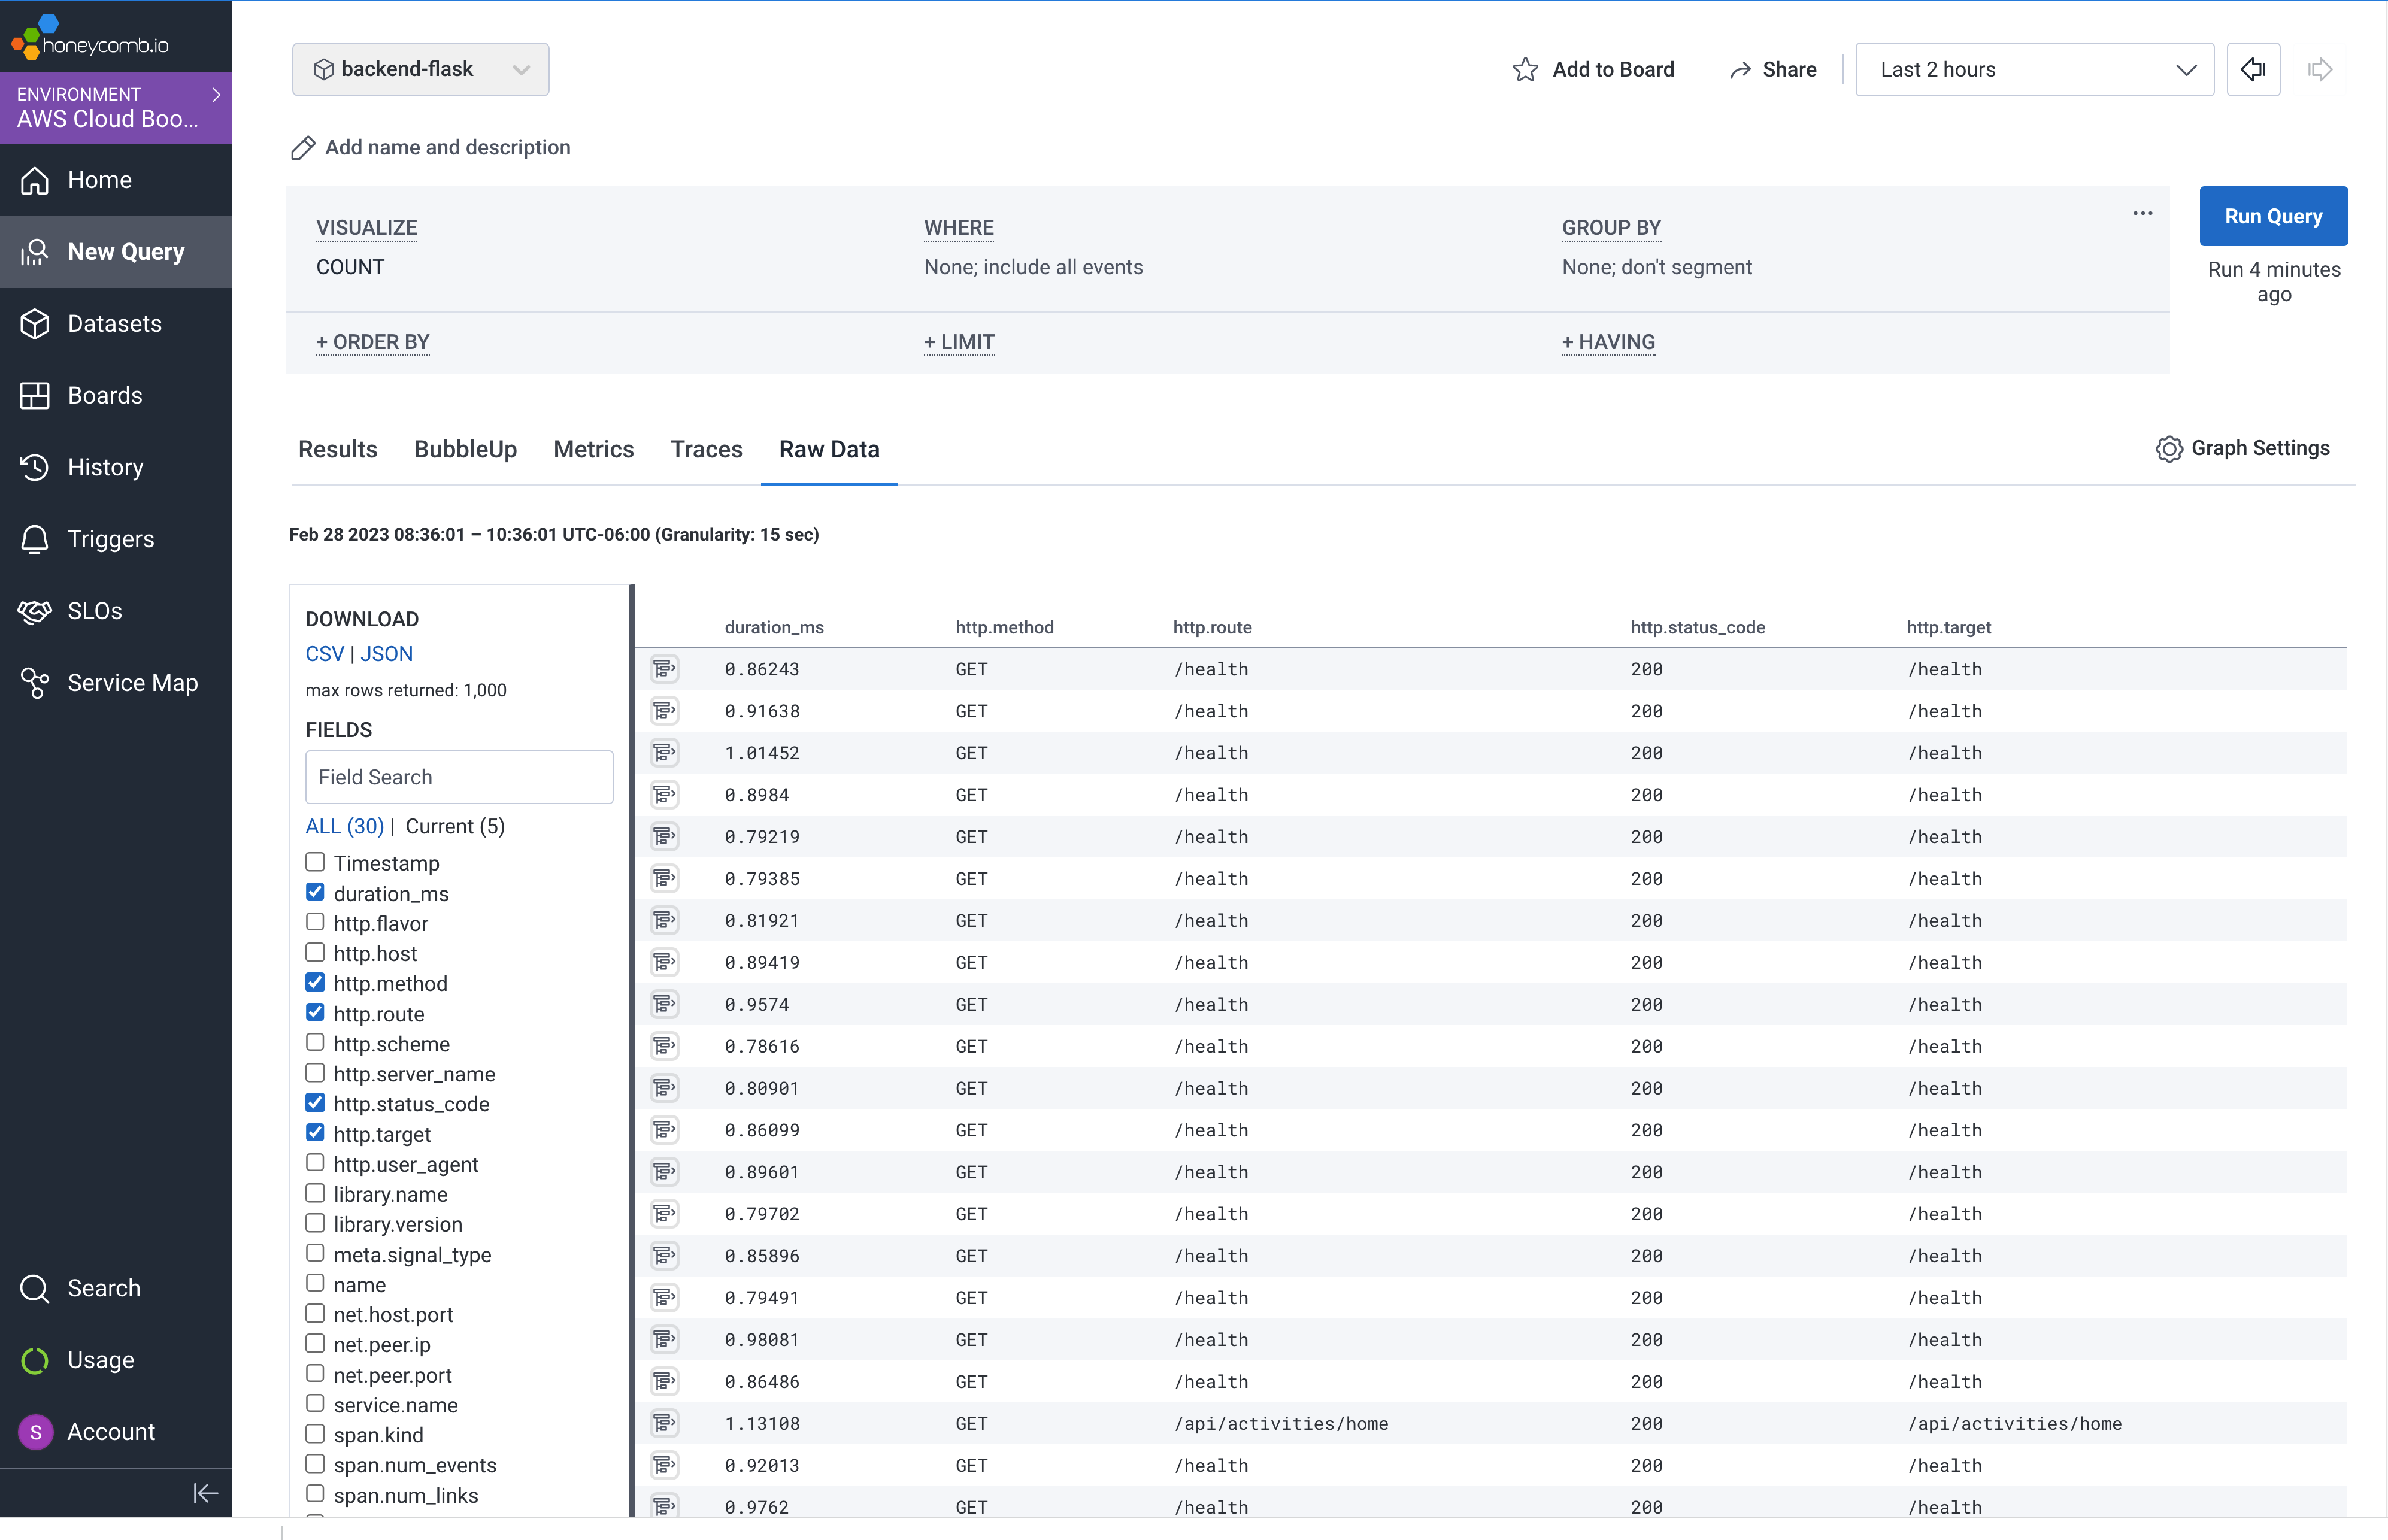 honeycomb.io
ENVIRONMENT
AWS Cloud Boo...
Home
New Query
Datasets
Boards
History
Triggers
SLOs
Service Map
Search
Usage
S Account
backend-flask
Add to Board
Share
Last 2 hours
Add name and description
VISUALIZE WHERE GROUP BY
COUNT None; include all events None; don't segment
+ ORDER BY + LIMIT + HAVING
...
Run Query
Run 4 minutes
ago
Results BubbleUp Metrics Traces Raw Data
Graph Settings
Feb 28 2023 08:36:01 – 10:36:01 UTC-06:00 (Granularity: 15 sec)
DOWNLOAD
CSV | JSON
max rows returned: 1,000
FIELDS
Field Search
ALL (30) | Current (5)
Timestamp
duration_ms
http.flavor
http.host
http.method
http.route
http.scheme
http.server_name
http.status_code
http.target
http.user_agent
library.name
library.version
meta.signal_type
name
net.host.port
net.peer.ip
net.peer.port
service.name
span.kind
span.num_events
span.num_links
duration_ms http.method http.route http.status_code http.target
0.86243 GET /health 200 /health
0.91638 GET /health 200 /health
1.01452 GET /health 200 /health
0.8984 GET /health 200 /health
0.79219 GET /health 200 /health
0.79385 GET /health 200 /health
0.81921 GET /health 200 /health
0.89419 GET /health 200 /health
0.9574 GET /health 200 /health
0.78616 GET /health 200 /health
0.80901 GET /health 200 /health
0.86099 GET /health 200 /health
0.89601 GET /health 200 /health
0.79702 GET /health 200 /health
0.85896 GET /health 200 /health
0.79491 GET /health 200 /health
0.98081 GET /health 200 /health
0.86486 GET /health 200 /health
1.13108 GET /api/activities/home 200 /api/activities/home
0.92013 GET /health 200 /health
0.9762 GET /health 200 /health